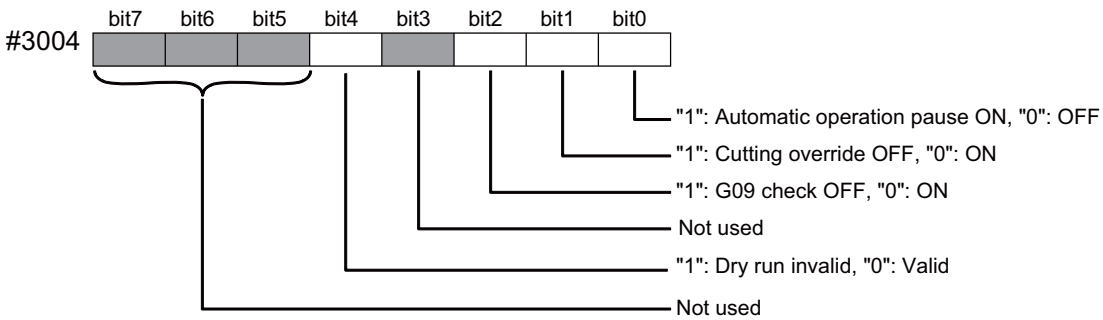 bit7 bit6 bit5 bit4 bit3 bit2 bit1 bit0
#3004
"1": Automatic operation pause ON, "0": OFF
"1": Cutting override OFF, "0": ON
"1": G09 check OFF, "0": ON
Not used
"1": Dry run invalid, "0": Valid
Not used